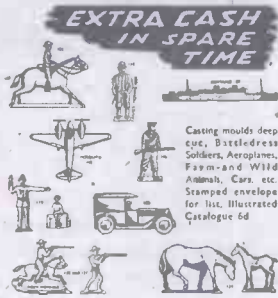 EXTRA CASH
IN SPARE
TIME
Casting moulds deep
cut, Battledress
Soldiers, Aeroplanes,
Farm-and Wild
Animals, Cars, etc.
Stamped envelope
for list. Illustrated
Catalogue 6d